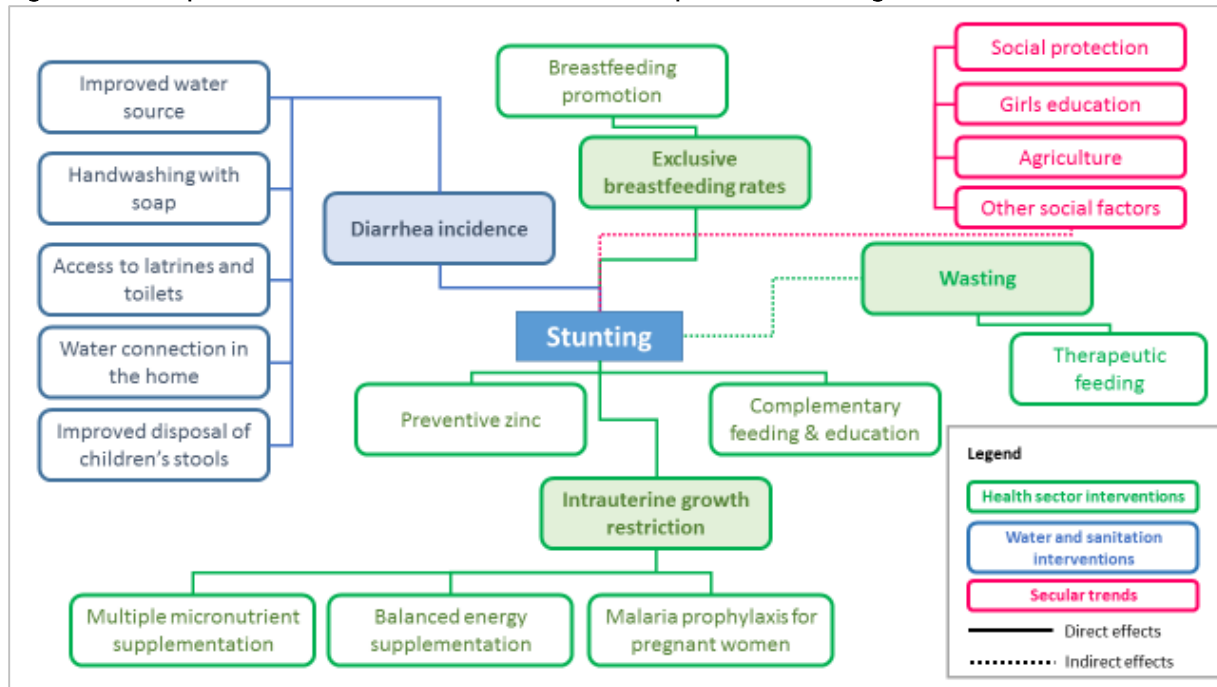 Social protection
Improved water
source
Breastfeeding
promotion
Girls education
Handwashing with
soap
Exclusive
breastfeeding rates
Agriculture
Other social factors
Diarrhea incidence
Access to latrines and
toilets
Wasting
Stunting
Water connection in
the home
Therapeutic
feeding
Preventive zinc
Complementary
feeding & education
Improved disposal of
children's stools
Legend
Health sector interventions
Water and sanitation
interventions
Secular trends
Direct effects
Indirect effects
Intrauterine growth
restriction
Multiple micronutrient
supplementation
Balanced energy
supplementation
Malaria prophylaxis for
pregnant women